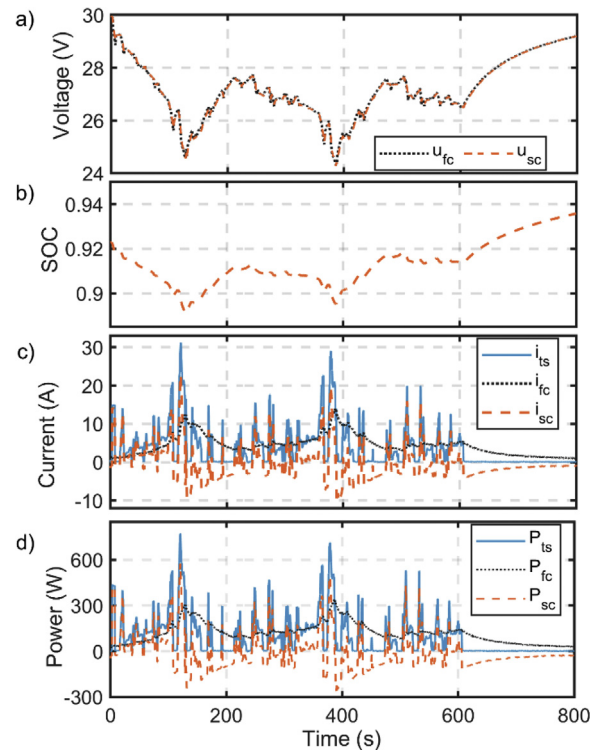 a)
30
28
26
24
Voltage (V)
u_fc u_sc
b)
0.94
0.92
0.9
SOC
c)
30
20
10
0
-10
Current (A)
i_ts
i_fc
i_sc
d)
600
300
0
-300
Power (W)
P_ts
P_fc
P_sc
0 200 400 600 800
Time (s)